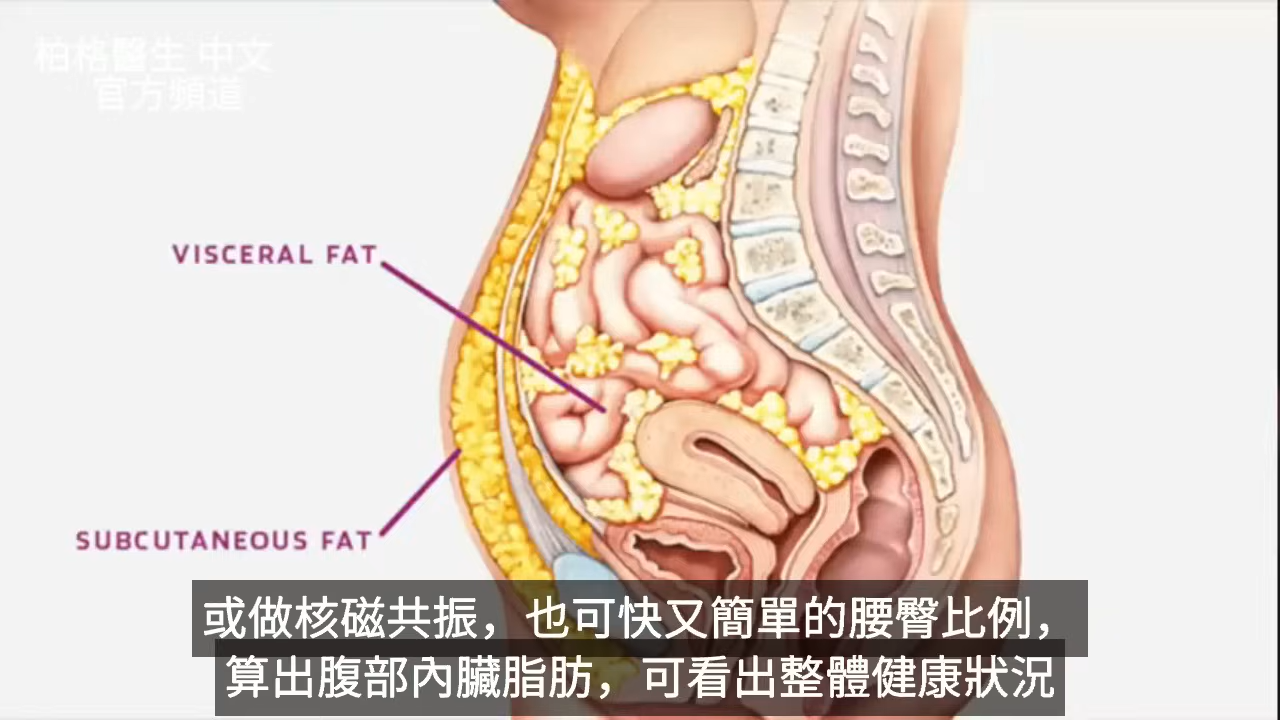 柏格醫生 中文
官方頻道
VISCERAL FAT
SUBCUTANEOUS FAT
或做核磁共振，也可快又簡單的腰臀比例，
算出腹部內臟脂肪，可看出整體健康狀況